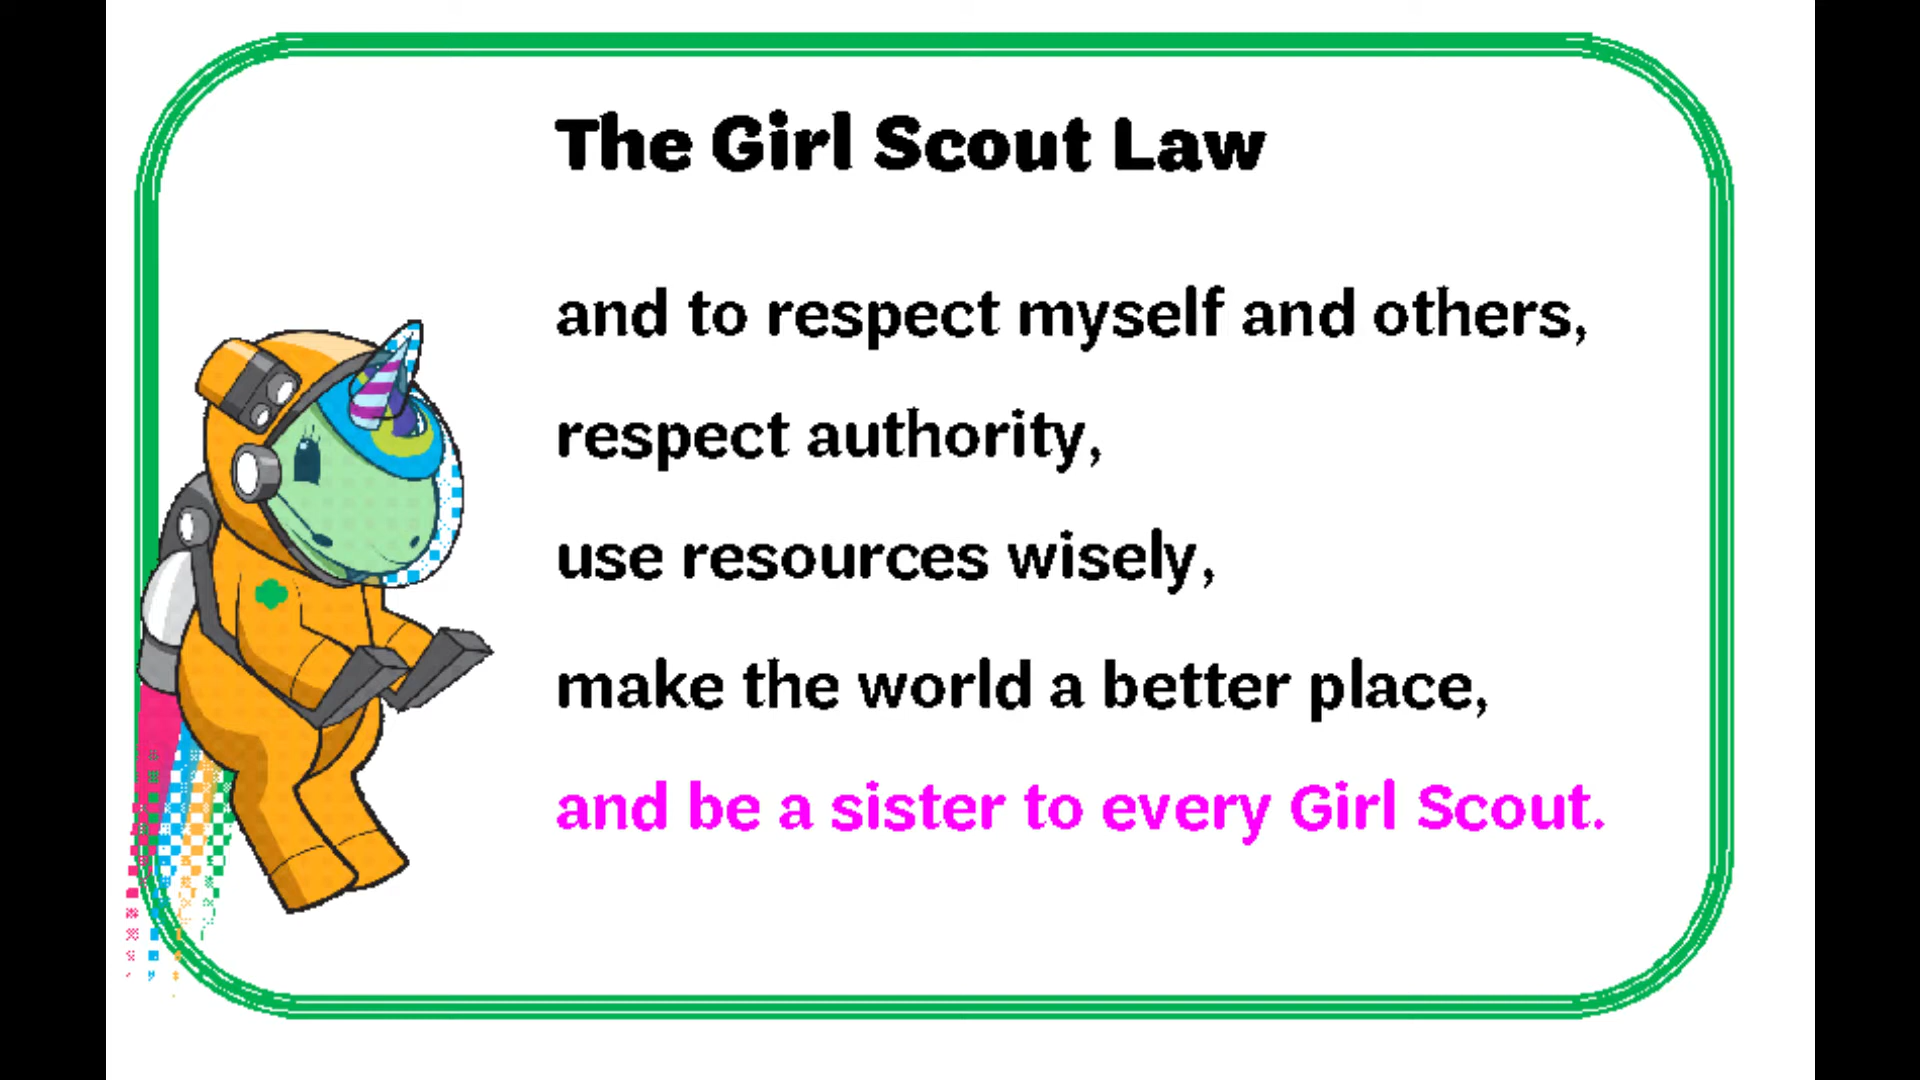 The Girl Scout Law
and to respect myself and others,
respect authority,
use resources wisely,
make the world a better place,
and be a sister to every Girl Scout.